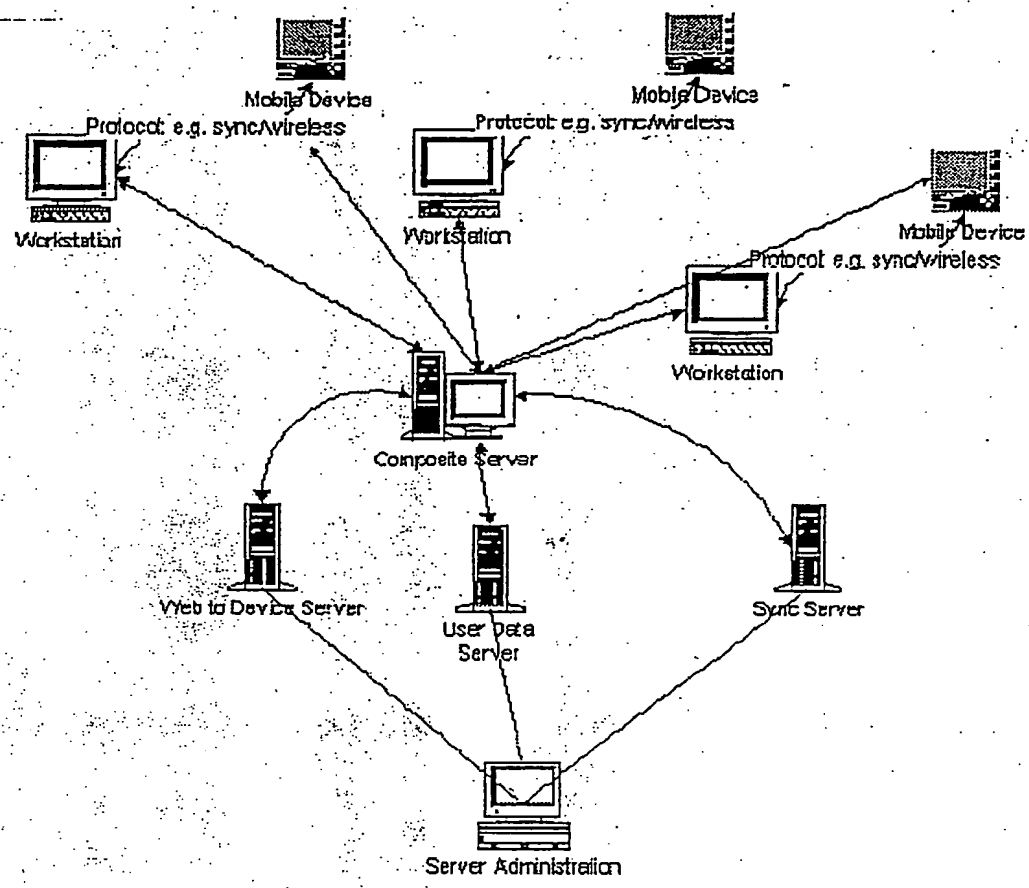 Mobile Device
Mobile Device
Protocol: e.g. sync/wireless
Protocol: e.g. sync/wireless
Workstation
Workstation
Mobile Device
Protocol: e.g. sync/wireless
Workstation
Composite Server
Web to Device Server
User Data
Server
Sync Server
Server Administration